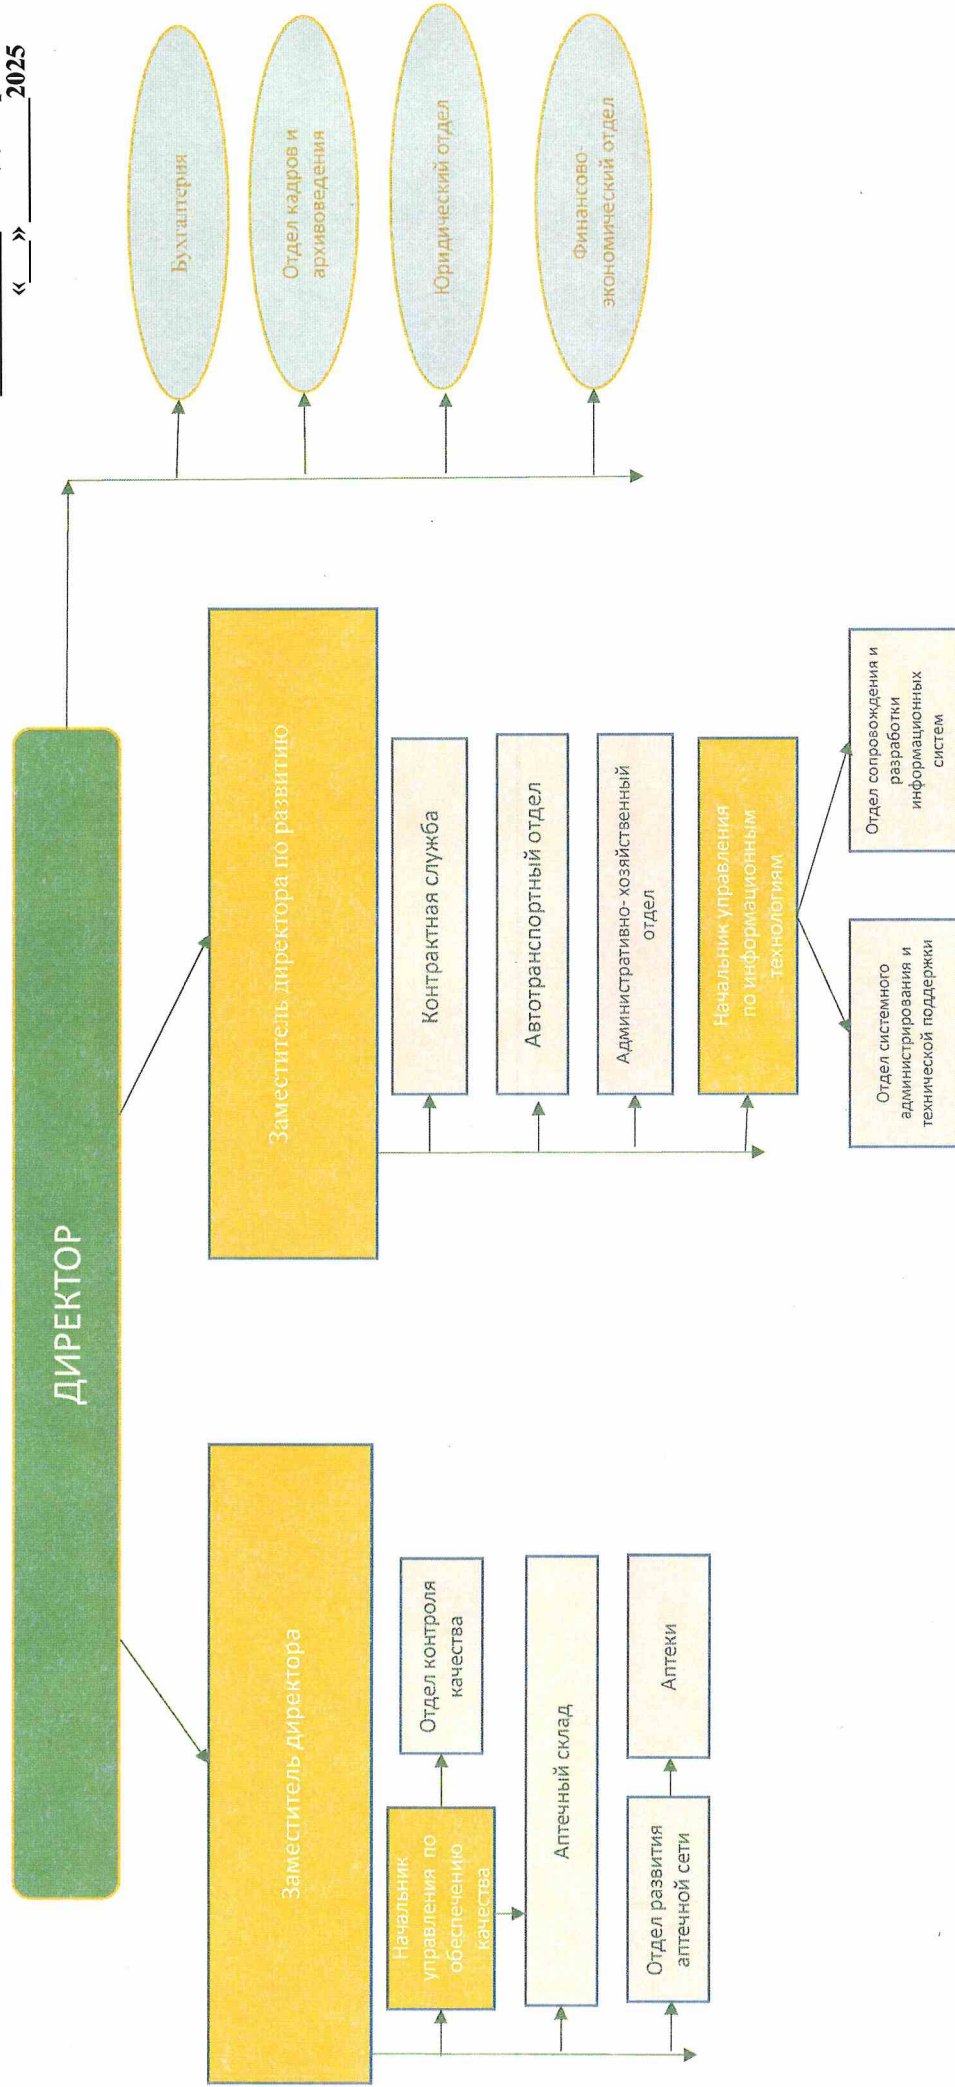 « __ » ________ 2025
ДИРЕКТОР
Заместитель директора
Начальник
управления по
обеспечению
качества
Отдел контроля
качества
Аптечный склад
Отдел развития
аптечной сети
Аптеки
Заместитель директора по развитию
Контрактная служба
Автотранспортный отдел
Административно- хозяйственный
отдел
Начальник управления
по информационным
технологиям
Отдел системного
администрирования и
технической поддержки
Отдел сопровождения и
разработки
информационных
систем
Бухгалтерия
Отдел кадров и
архивоведения
Юридический отдел
Финансово-
экономический отдел